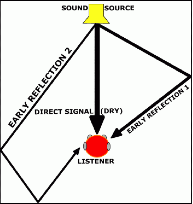 SOUND SOURCE
EARLY REFLECTION 2
DIRECT SIGNAL (DRY)
EARLY REFLECTION 1
LISTENER